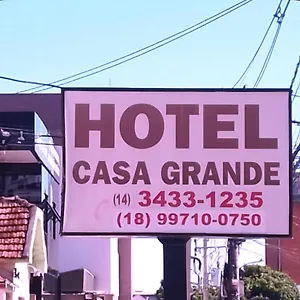 HOTEL
CASA GRANDE
(14) 3433-1235
(18) 99710-0750